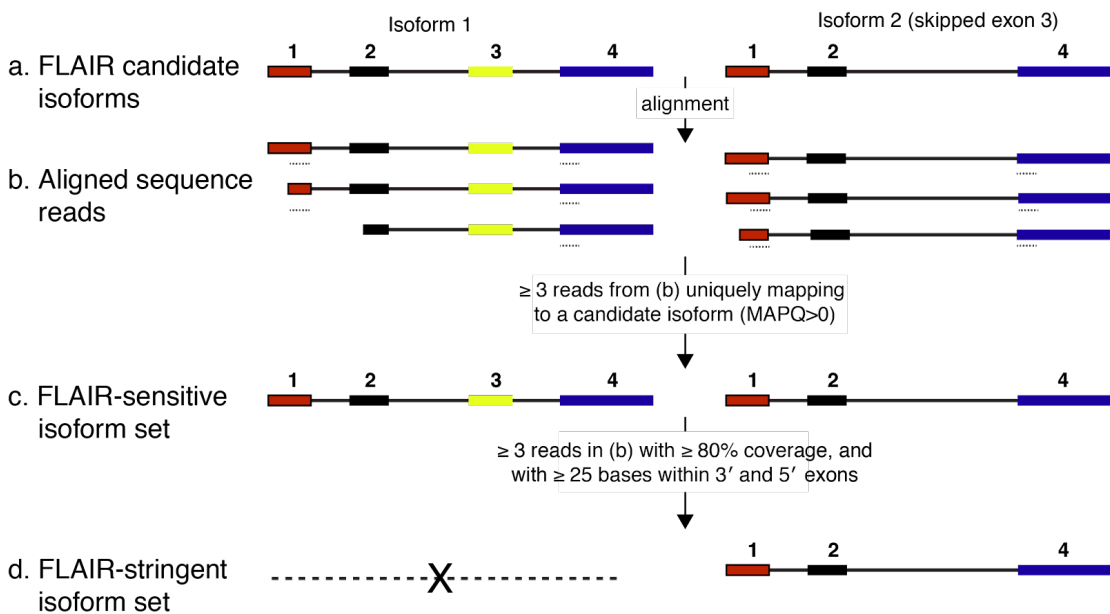 Isoform 1
Isoform 2 (skipped exon 3)
1 2 3 4
1 2 4
a. FLAIR candidate
isoforms
alignment
b. Aligned sequence
reads
≥ 3 reads from (b) uniquely mapping
to a candidate isoform (MAPQ>0)
1 2 3 4
1 2 4
c. FLAIR-sensitive
isoform set
≥ 3 reads in (b) with ≥ 80% coverage, and
with ≥ 25 bases within 3′ and 5′ exons
1 2 4
d. FLAIR-stringent
isoform set
X